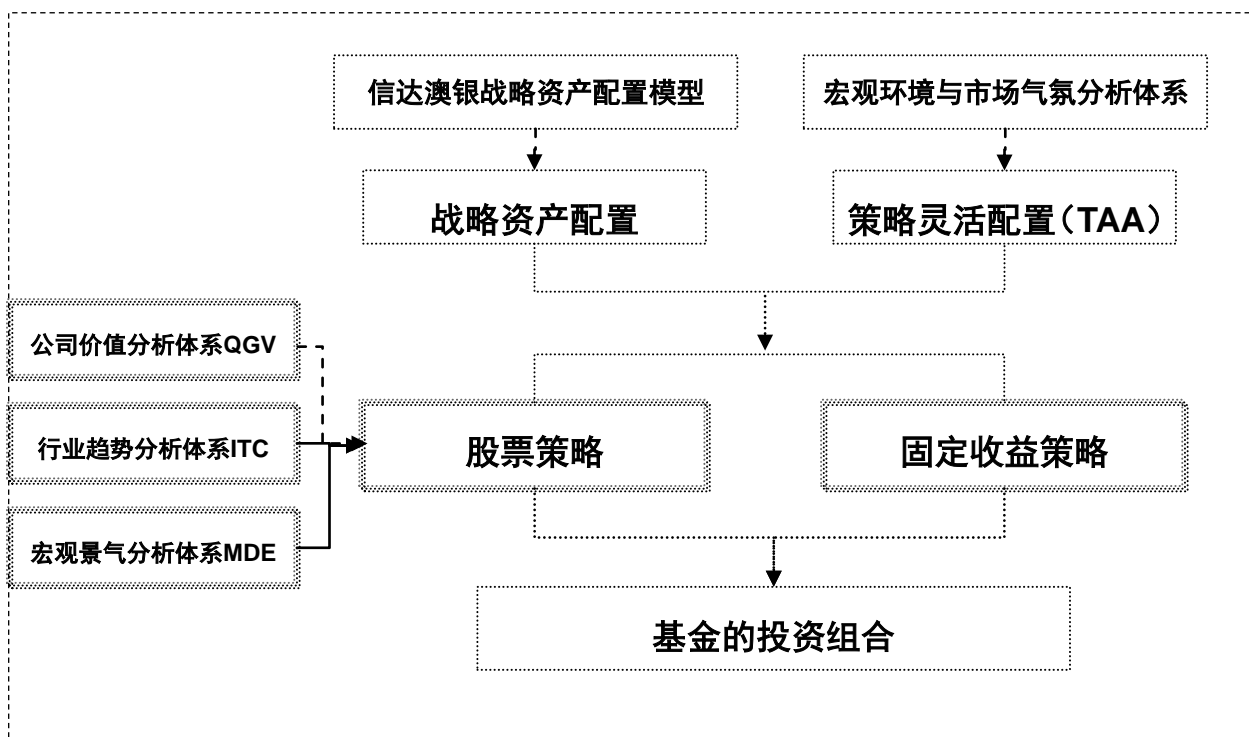 信达澳银战略资产配置模型
宏观环境与市场气氛分析体系
战略资产配置
策略灵活配置（TAA）
公司价值分析体系QGV
行业趋势分析体系ITC
股票策略
固定收益策略
宏观景气分析体系MDE
基金的投资组合